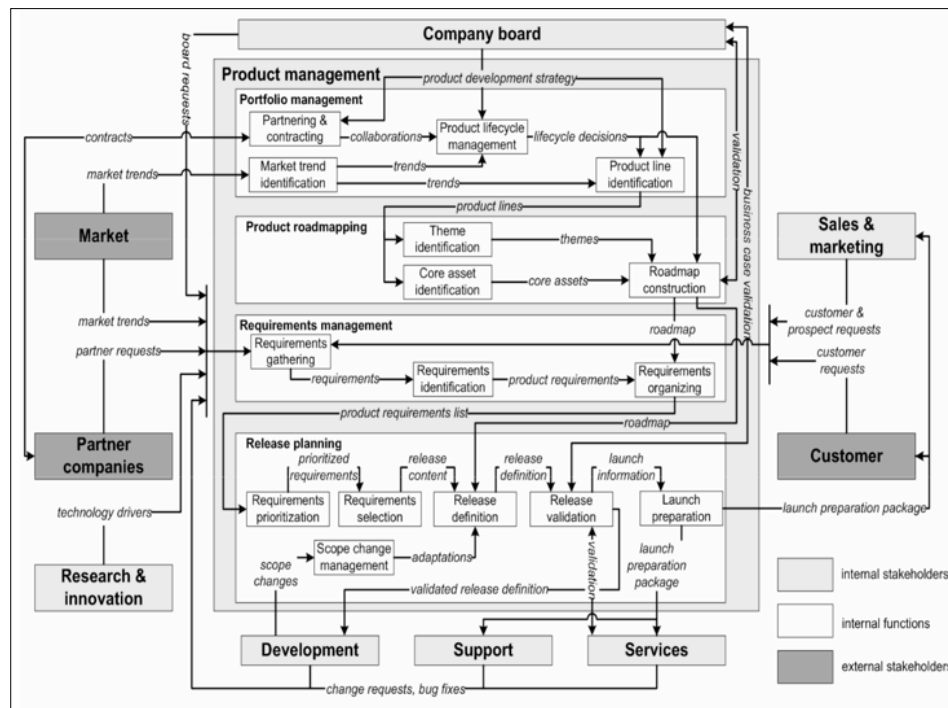 Company board
board requests
Product management
product development strategy
Portfolio management
Partnering &
contracting
collaborations
Product lifecycle
management
lifecycle decisions
contracts
Market trend
identification
trends
trends
Product line
identification
market trends
validation
business case validation
product lines
Market
Product roadmapping
Theme
identification
themes
Core asset
identification
core assets
Roadmap
construction
Sales &
marketing
market trends
Requirements management
roadmap
customer &
prospect requests
partner requests
Requirements
gathering
customer
requests
requirements
Requirements
identification
product requirements
Requirements
organizing
product requirements list
roadmap
Partner
companies
Release planning
prioritized
requirements
release
content
release
definition
launch
information
Customer
technology drivers
Requirements
prioritization
Requirements
selection
Release
definition
Release
validation
Launch
preparation
launch preparation package
scope
changes
Scope change
management
adaptations
validation
launch
preparation
package
Research &
innovation
validated release definition
internal stakeholders
internal functions
external stakeholders
Development
Support
Services
change requests, bug fixes